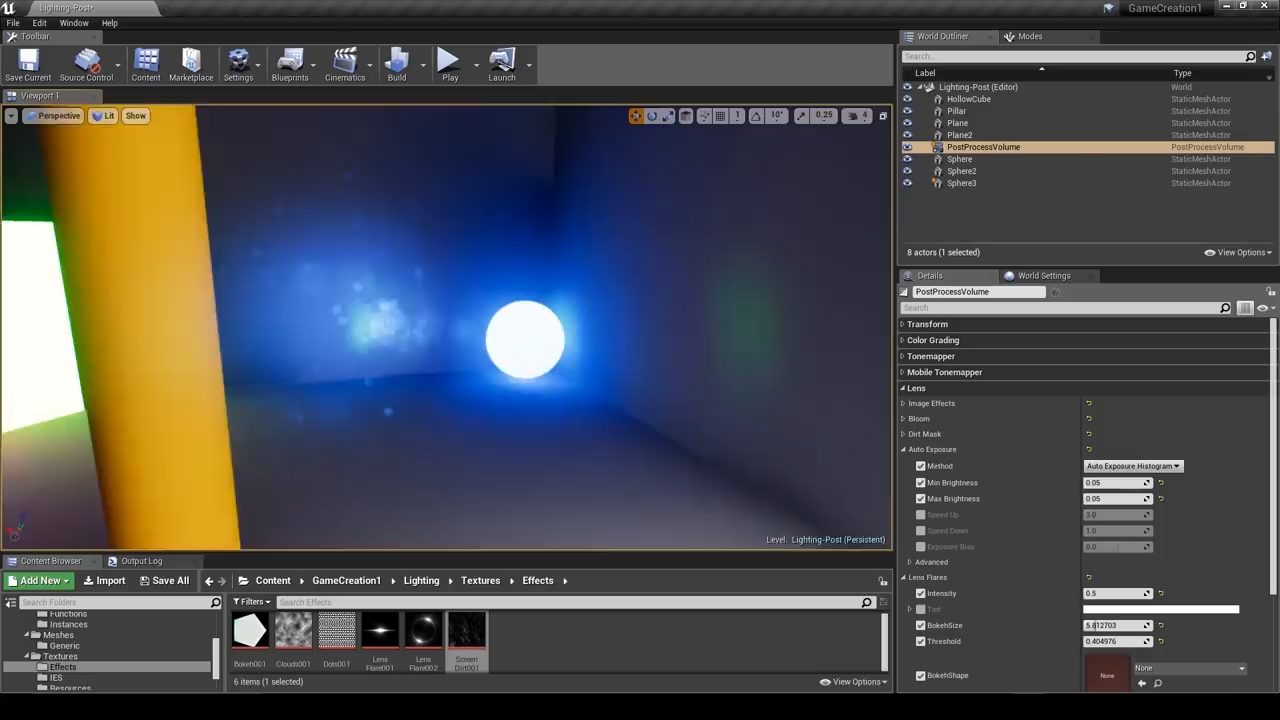 Lighting-Post*
GameCreation1
File Edit Window Help
Toolbar
Save Current Source Control Content Marketplace Settings Blueprints Cinematics Build Play Launch
Viewport 1
Perspective Lit Show
10° 0.25 4
Level: Lighting-Post (Persistent)
World Outliner Modes
Search...
Label Type
Lighting-Post (Editor) World
HollowCube StaticMeshActor
Pillar StaticMeshActor
Plane StaticMeshActor
Plane2 StaticMeshActor
PostProcessVolume PostProcessVolume
Sphere StaticMeshActor
Sphere2 StaticMeshActor
Sphere3 StaticMeshActor
8 actors (1 selected) View Options
Details World Settings
PostProcessVolume
Search
Transform
Color Grading
Tonemapper
Mobile Tonemapper
Lens
Image Effects
Bloom
Dirt Mask
Auto Exposure
Method Auto Exposure Histogram
Min Brightness 0.05
Max Brightness 0.05
Speed Up 3.0
Speed Down 1.0
Exposure Bias 0.0
Advanced
Lens Flares
Intensity 0.5
Tint
BokehSize 5.812703
Threshold 0.404976
BokehShape None None
Content Browser Output Log
Add New Import Save All Content GameCreation1 Lighting Textures Effects
Search Folders
Functions
Instances
Meshes
Generic
Textures
Effects
IES
Resources
Filters Search Effects
Bokeh001 Clouds001 Dots001 Lens Flare001 Lens Flare002 Screen Dirt001
6 items (1 selected) View Options